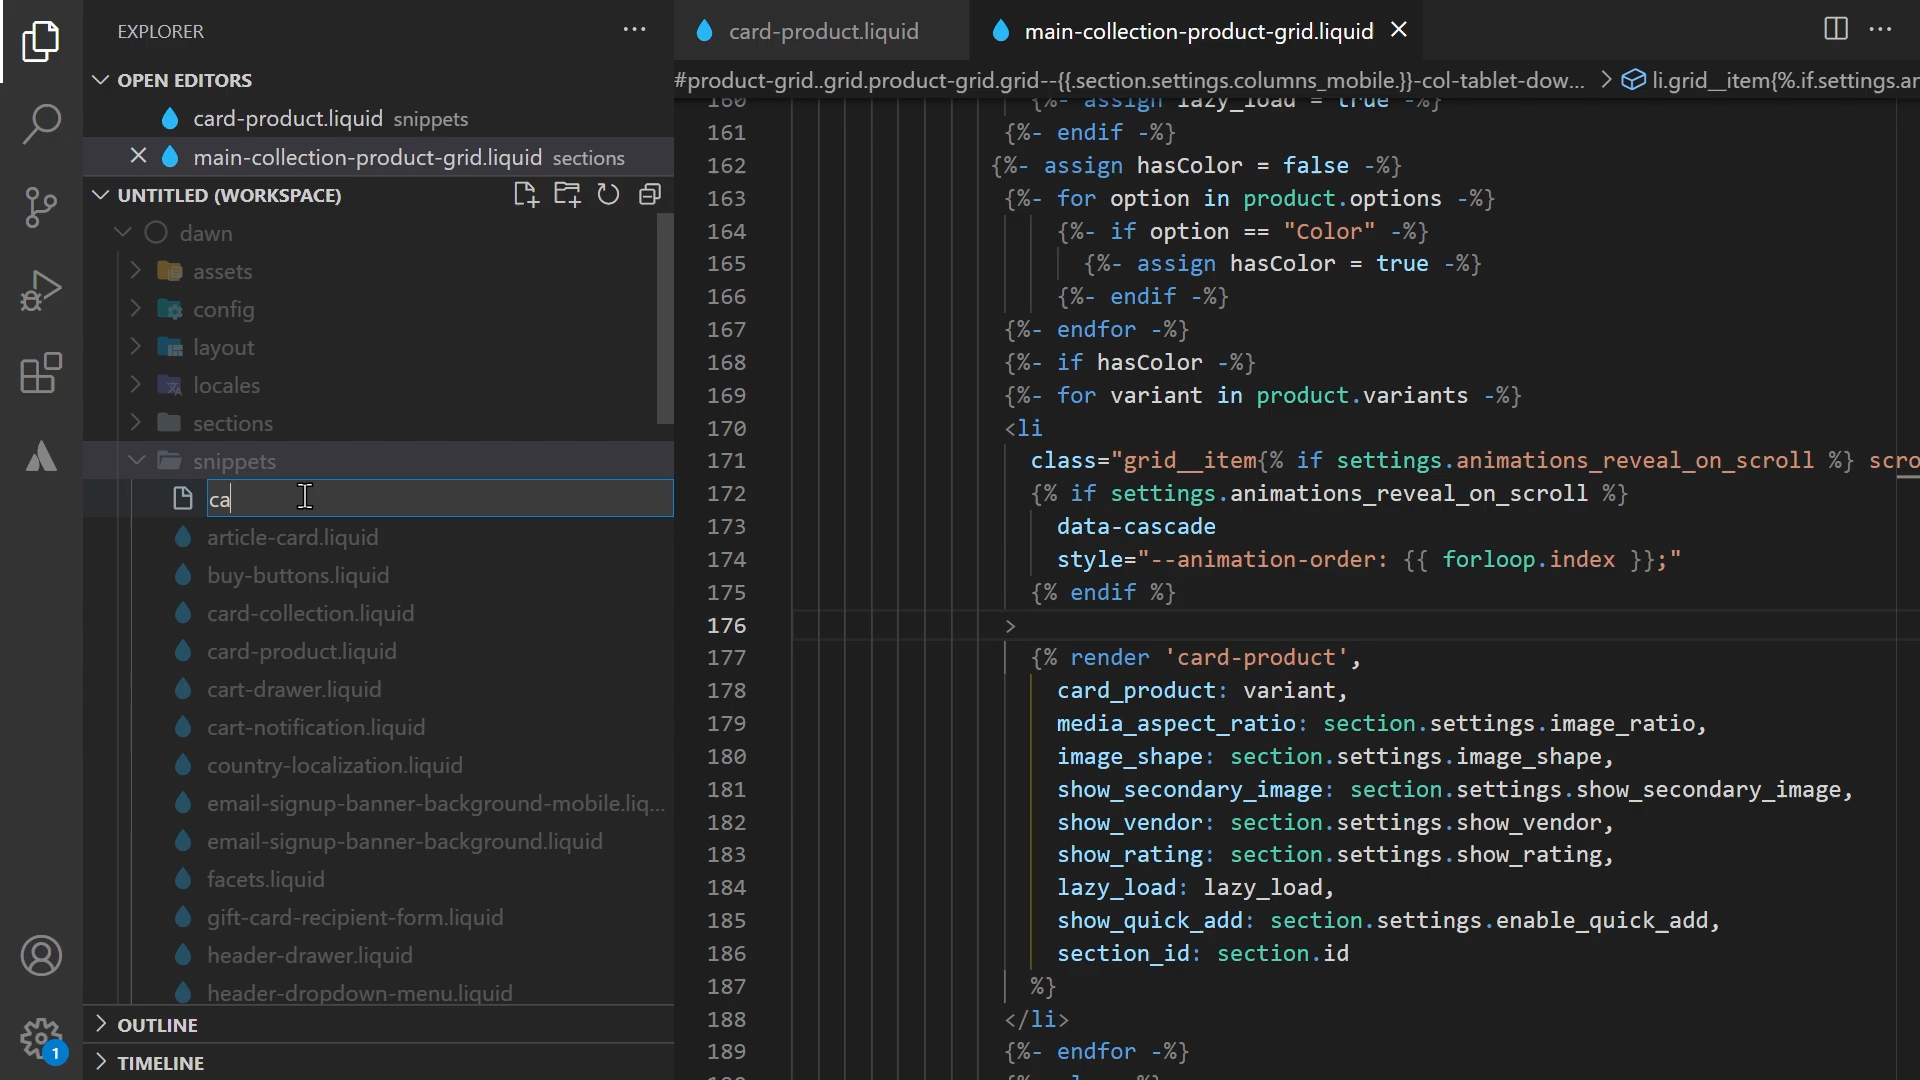 EXPLORER
OPEN EDITORS
card-product.liquid snippets
main-collection-product-grid.liquid sections
UNTITLED (WORKSPACE)
dawn
assets
config
layout
locales
sections
snippets
ca
article-card.liquid
buy-buttons.liquid
card-collection.liquid
card-product.liquid
cart-drawer.liquid
cart-notification.liquid
country-localization.liquid
email-signup-banner-background-mobile.liq...
email-signup-banner-background.liquid
facets.liquid
gift-card-recipient-form.liquid
header-drawer.liquid
header-dropdown-menu.liquid
OUTLINE
TIMELINE
1
card-product.liquid
main-collection-product-grid.liquid
#product-grid..grid.product-grid.grid--{{.section.settings.columns_mobile.}}-col-tablet-dow... > li.grid__item{%.if.settings.ar
160 {%- assign lazy_load = true -%}
161 {%- endif -%}
162 {%- assign hasColor = false -%}
163 {%- for option in product.options -%}
164 {%- if option == "Color" -%}
165 {%- assign hasColor = true -%}
166 {%- endif -%}
167 {%- endfor -%}
168 {%- if hasColor -%}
169 {%- for variant in product.variants -%}
170 <li
171 class="grid__item{% if settings.animations_reveal_on_scroll %} scro
172 {% if settings.animations_reveal_on_scroll %}
173 data-cascade
174 style="--animation-order: {{ forloop.index }};"
175 {% endif %}
176 >
177 {% render 'card-product',
178 card_product: variant,
179 media_aspect_ratio: section.settings.image_ratio,
180 image_shape: section.settings.image_shape,
181 show_secondary_image: section.settings.show_secondary_image,
182 show_vendor: section.settings.show_vendor,
183 show_rating: section.settings.show_rating,
184 lazy_load: lazy_load,
185 show_quick_add: section.settings.enable_quick_add,
186 section_id: section.id
187 %}
188 </li>
189 {%- endfor -%}